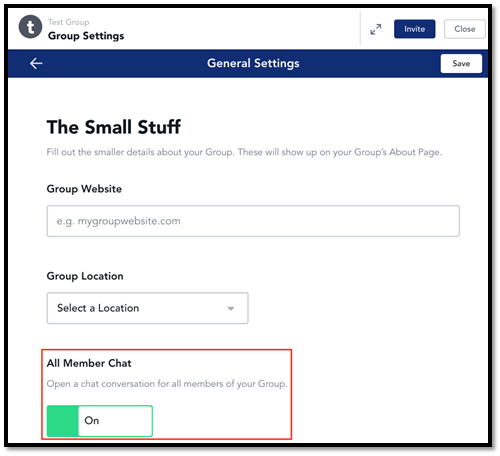 t
Test Group
Group Settings
Invite
Close
General Settings
Save
The Small Stuff
Fill out the smaller details about your Group. These will show up on your Group's About Page.
Group Website
e.g. mygroupwebsite.com
Group Location
Select a Location
All Member Chat
Open a chat conversation for all members of your Group.
On